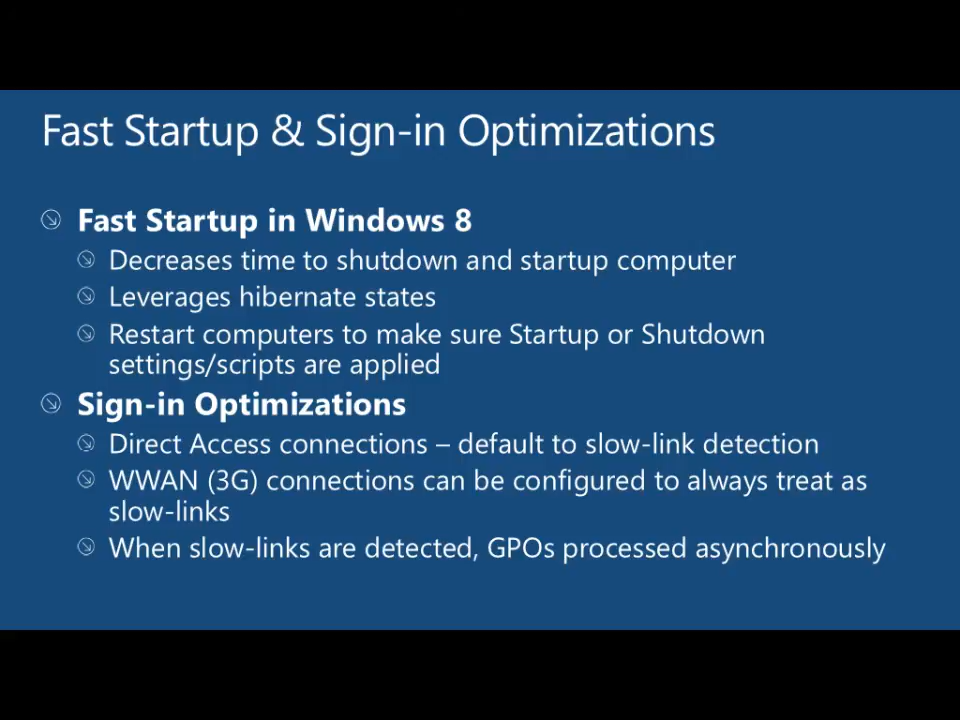 Fast Startup & Sign-in Optimizations
Fast Startup in Windows 8
Decreases time to shutdown and startup computer
Leverages hibernate states
Restart computers to make sure Startup or Shutdown
settings/scripts are applied
Sign-in Optimizations
Direct Access connections – default to slow-link detection
WWAN (3G) connections can be configured to always treat as
slow-links
When slow-links are detected, GPOs processed asynchronously